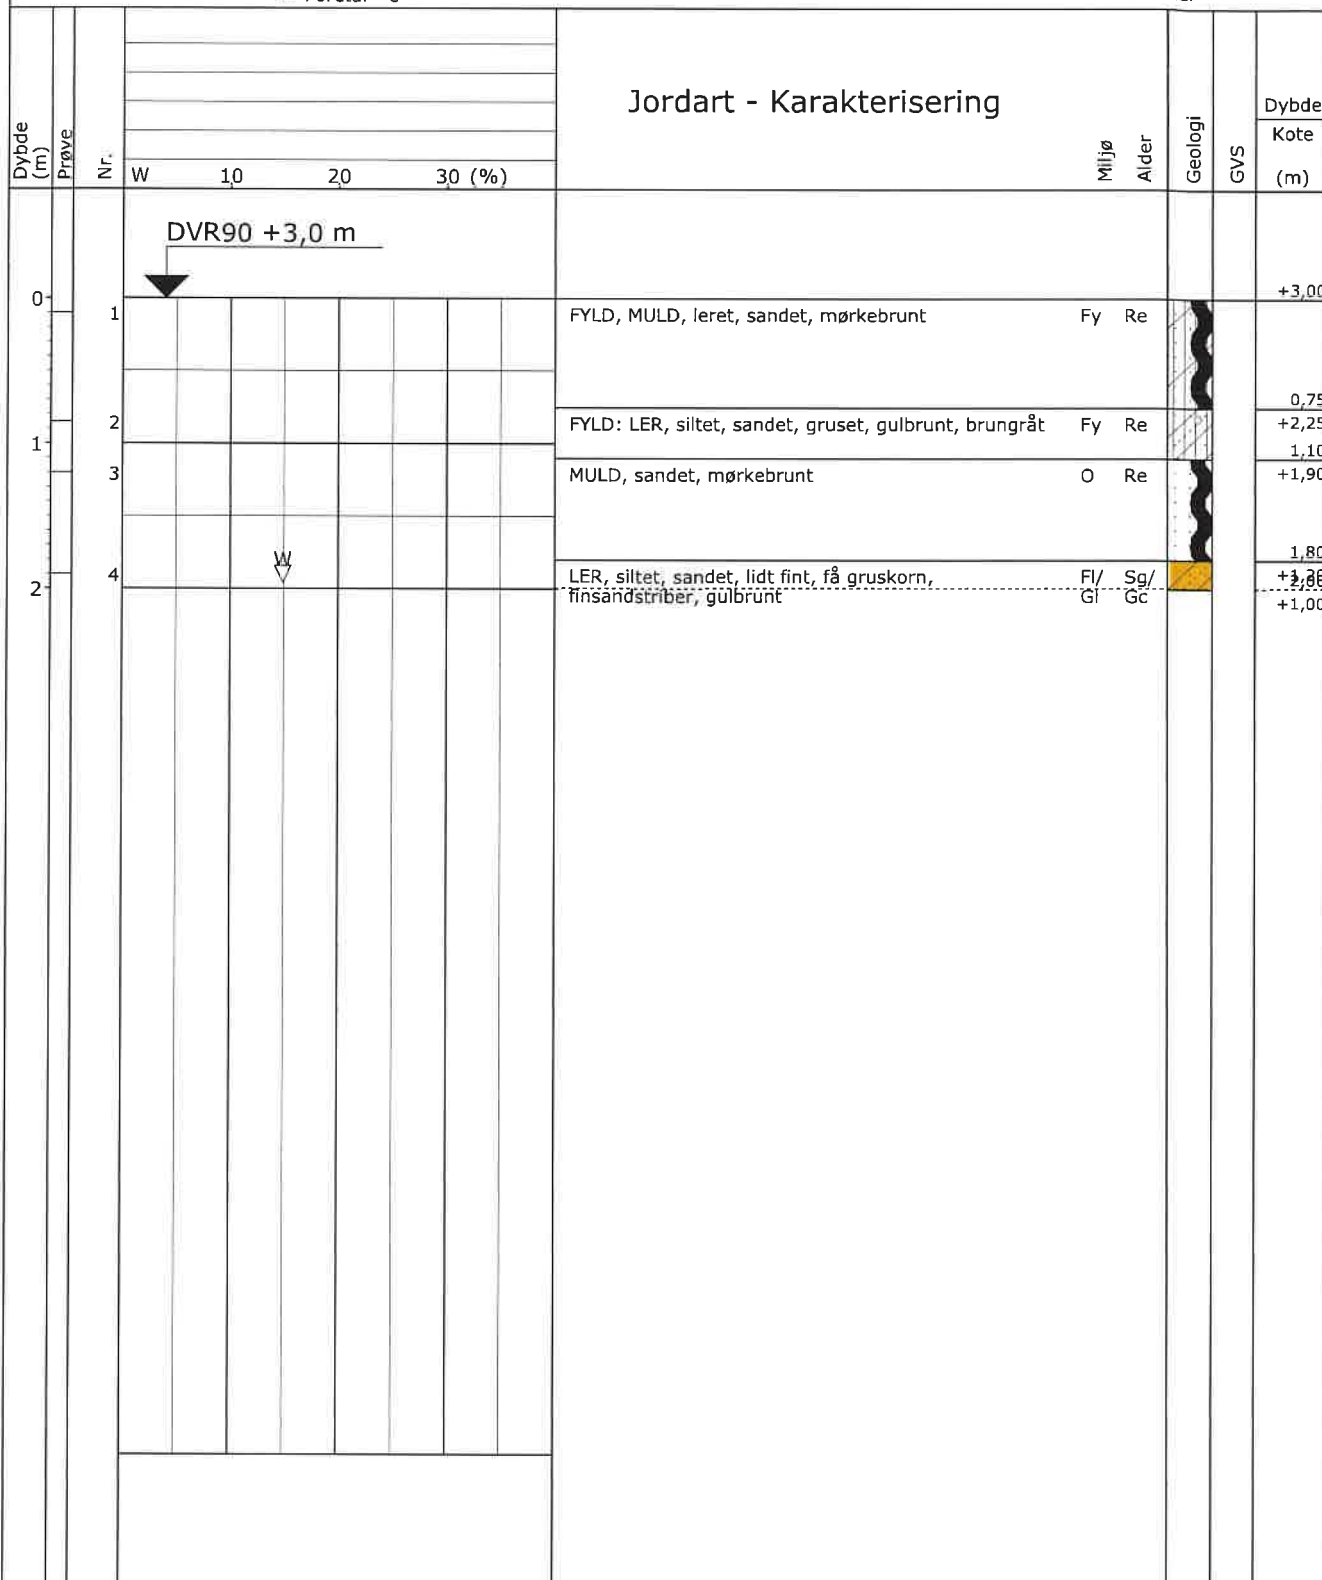 Jordart - Karakterisering
Dybde (m)
Prøve
Nr.
W 10 20 30 (%)
Miljø
Alder
Geologi
GVS
Dybde
Kote
(m)
DVR90 +3,0 m
0
+3,00
1 FYLD, MULD, leret, sandet, mørkebrunt Fy Re
0,75
2 FYLD: LER, siltet, sandet, gruset, gulbrunt, brungråt Fy Re +2,25
1
1,10
3 MULD, sandet, mørkebrunt O Re +1,90
W
1,80
4 LER, siltet, sandet, lidt fint, få gruskorn, Fl/ Sg/
2
finsandstriber, gulbrunt Gl Gc +1,00